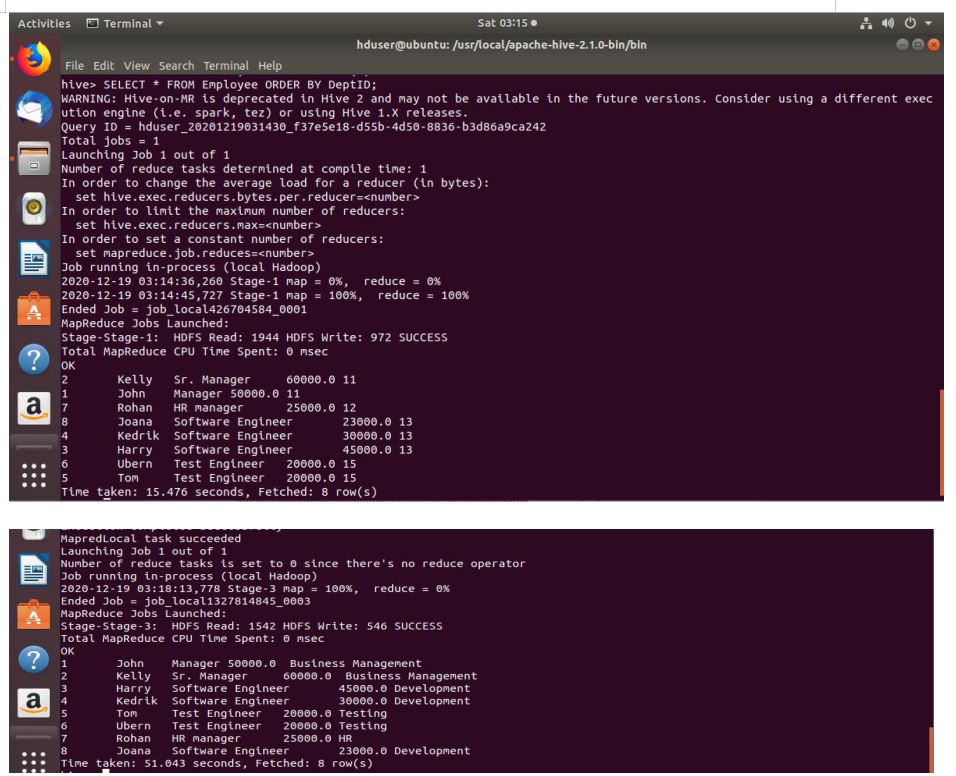 Activities Terminal Sat 03:15
hduser@ubuntu: /usr/local/apache-hive-2.1.0-bin/bin
File Edit View Search Terminal Help
hive> SELECT * FROM Employee ORDER BY DeptID;
WARNING: Hive-on-MR is deprecated in Hive 2 and may not be available in the future versions. Consider using a different exec
ution engine (i.e. spark, tez) or using Hive 1.X releases.
Query ID = hduser_20201219031430_f37e5e18-d55b-4d50-8836-b3d86a9ca242
Total jobs = 1
Launching Job 1 out of 1
Number of reduce tasks determined at compile time: 1
In order to change the average load for a reducer (in bytes):
set hive.exec.reducers.bytes.per.reducer=<number>
In order to limit the maximum number of reducers:
set hive.exec.reducers.max=<number>
In order to set a constant number of reducers:
set mapreduce.job.reduces=<number>
Job running in-process (local Hadoop)
2020-12-19 03:14:36,260 Stage-1 map = 0%, reduce = 0%
2020-12-19 03:14:45,727 Stage-1 map = 100%, reduce = 100%
Ended Job = job_local426704584_0001
MapReduce Jobs Launched:
Stage-Stage-1: HDFS Read: 1944 HDFS Write: 972 SUCCESS
Total MapReduce CPU Time Spent: 0 msec
OK
2 Kelly Sr. Manager 60000.0 11
1 John Manager 50000.0 11
7 Rohan HR manager 25000.0 12
8 Joana Software Engineer 23000.0 13
4 Kedrik Software Engineer 30000.0 13
3 Harry Software Engineer 45000.0 13
6 Ubern Test Engineer 20000.0 15
5 Tom Test Engineer 20000.0 15
Time taken: 15.476 seconds, Fetched: 8 row(s)
MapredLocal task succeeded
Launching Job 1 out of 1
Number of reduce tasks is set to 0 since there's no reduce operator
Job running in-process (local Hadoop)
2020-12-19 03:18:13,778 Stage-3 map = 100%, reduce = 0%
Ended Job = job_local1327814845_0003
MapReduce Jobs Launched:
Stage-Stage-3: HDFS Read: 1542 HDFS Write: 546 SUCCESS
Total MapReduce CPU Time Spent: 0 msec
OK
1 John Manager 50000.0 Business Management
2 Kelly Sr. Manager 60000.0 Business Management
3 Harry Software Engineer 45000.0 Development
4 Kedrik Software Engineer 30000.0 Development
5 Tom Test Engineer 20000.0 Testing
6 Ubern Test Engineer 20000.0 Testing
7 Rohan HR manager 25000.0 HR
8 Joana Software Engineer 23000.0 Development
Time taken: 51.043 seconds, Fetched: 8 row(s)